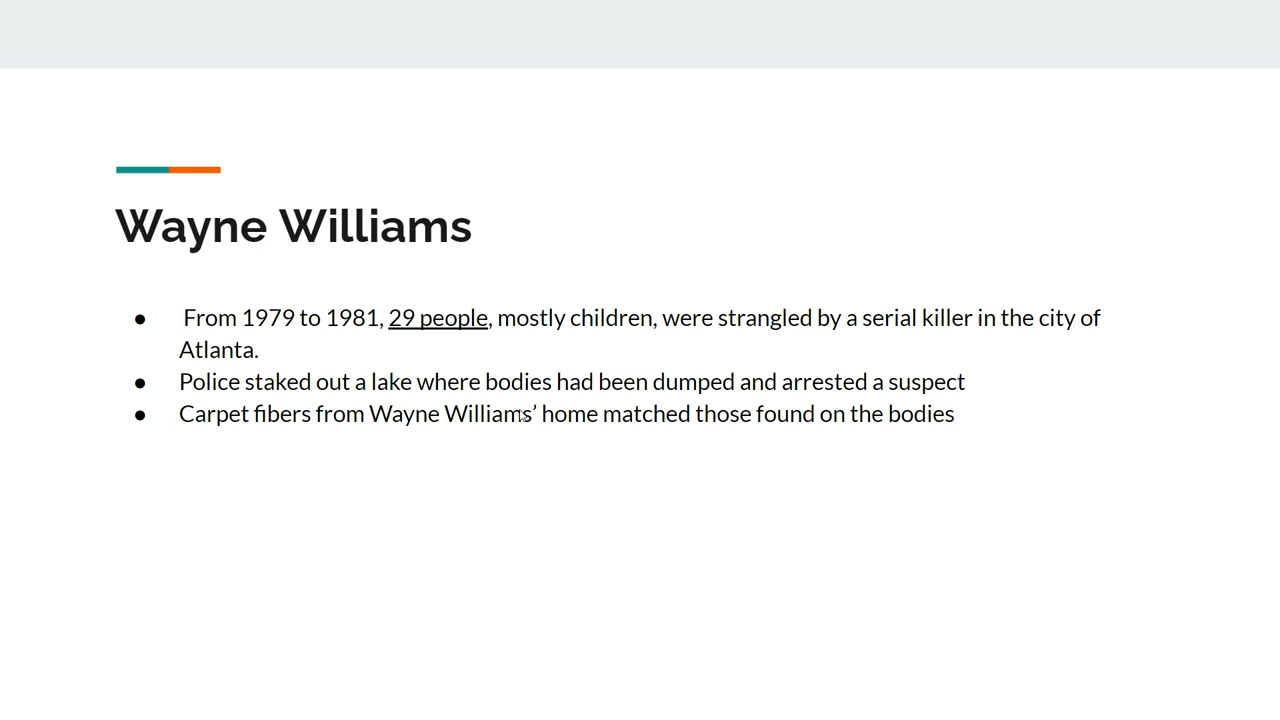 Wayne Williams
● From 1979 to 1981, 29 people, mostly children, were strangled by a serial killer in the city of
Atlanta.
● Police staked out a lake where bodies had been dumped and arrested a suspect
● Carpet fibers from Wayne Williams’ home matched those found on the bodies